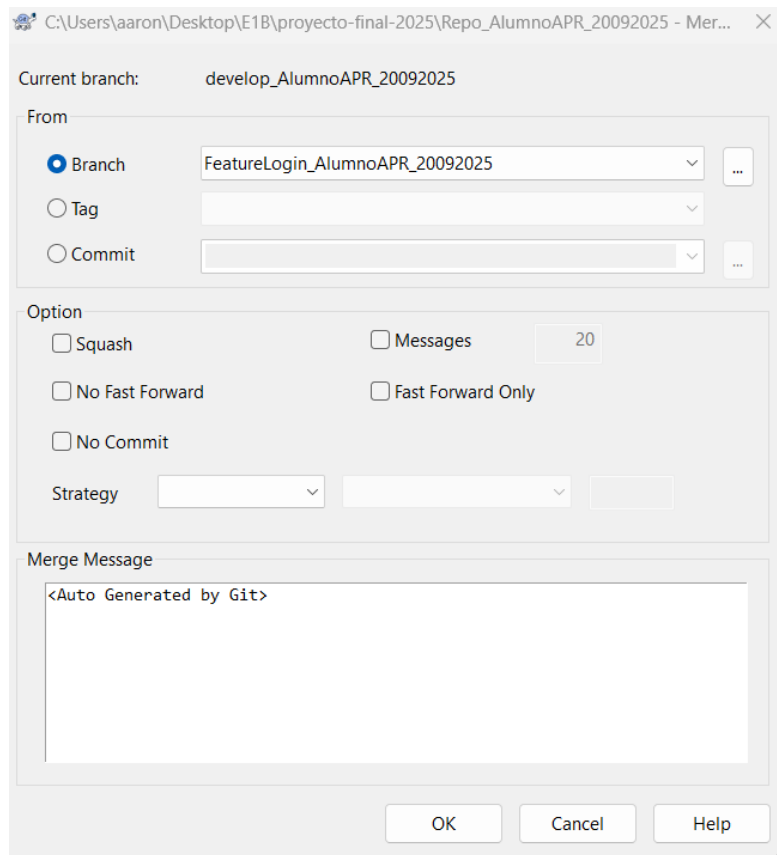 C:\Users\aaron\Desktop\E1B\proyecto-final-2025\Repo_AlumnoAPR_20092025 - Mer...
Current branch: develop_AlumnoAPR_20092025
From
Branch FeatureLogin_AlumnoAPR_20092025 ...
Tag
Commit ...
Option
Squash Messages 20
No Fast Forward Fast Forward Only
No Commit
Strategy
Merge Message
<Auto Generated by Git>
OK Cancel Help